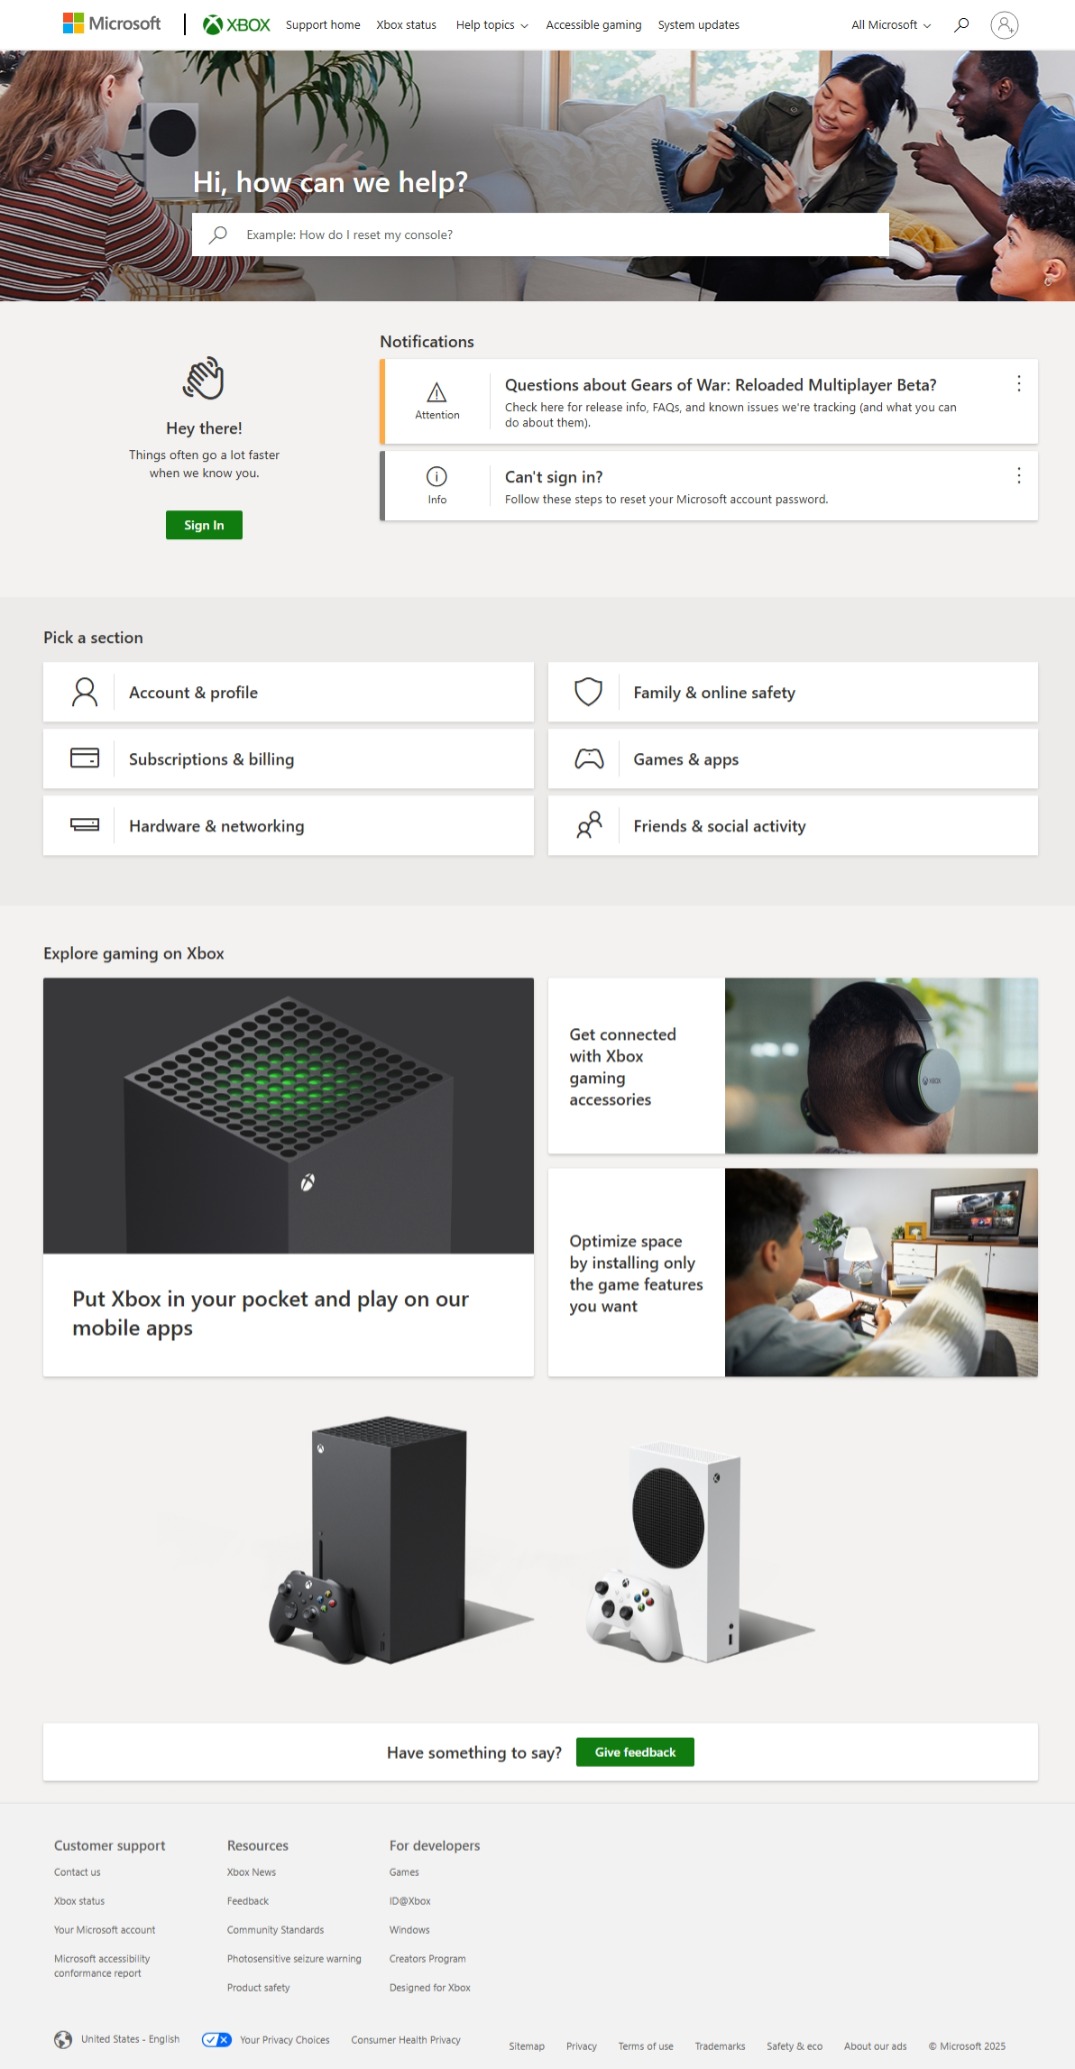 Microsoft XBOX Support home Xbox status Help topics Accessible gaming System updates All Microsoft
Hi, how can we help?
Example: How do I reset my console?
Hey there!
Things often go a lot faster
when we know you.
Sign In
Notifications
Attention
Questions about Gears of War: Reloaded Multiplayer Beta?
Check here for release info, FAQs, and known issues we're tracking (and what you can
do about them).
Info
Can't sign in?
Follow these steps to reset your Microsoft account password.
Pick a section
Account & profile
Family & online safety
Subscriptions & billing
Games & apps
Hardware & networking
Friends & social activity
Explore gaming on Xbox
Put Xbox in your pocket and play on our
mobile apps
Get connected
with Xbox
gaming
accessories
XBOX
Optimize space
by installing only
the game features
you want
Have something to say?
Give feedback
Customer support
Contact us
Xbox status
Your Microsoft account
Microsoft accessibility
conformance report
Resources
Xbox News
Feedback
Community Standards
Photosensitive seizure warning
Product safety
For developers
Games
ID@Xbox
Windows
Creators Program
Designed for Xbox
United States - English Your Privacy Choices Consumer Health Privacy
Sitemap Privacy Terms of use Trademarks Safety & eco About our ads © Microsoft 2025